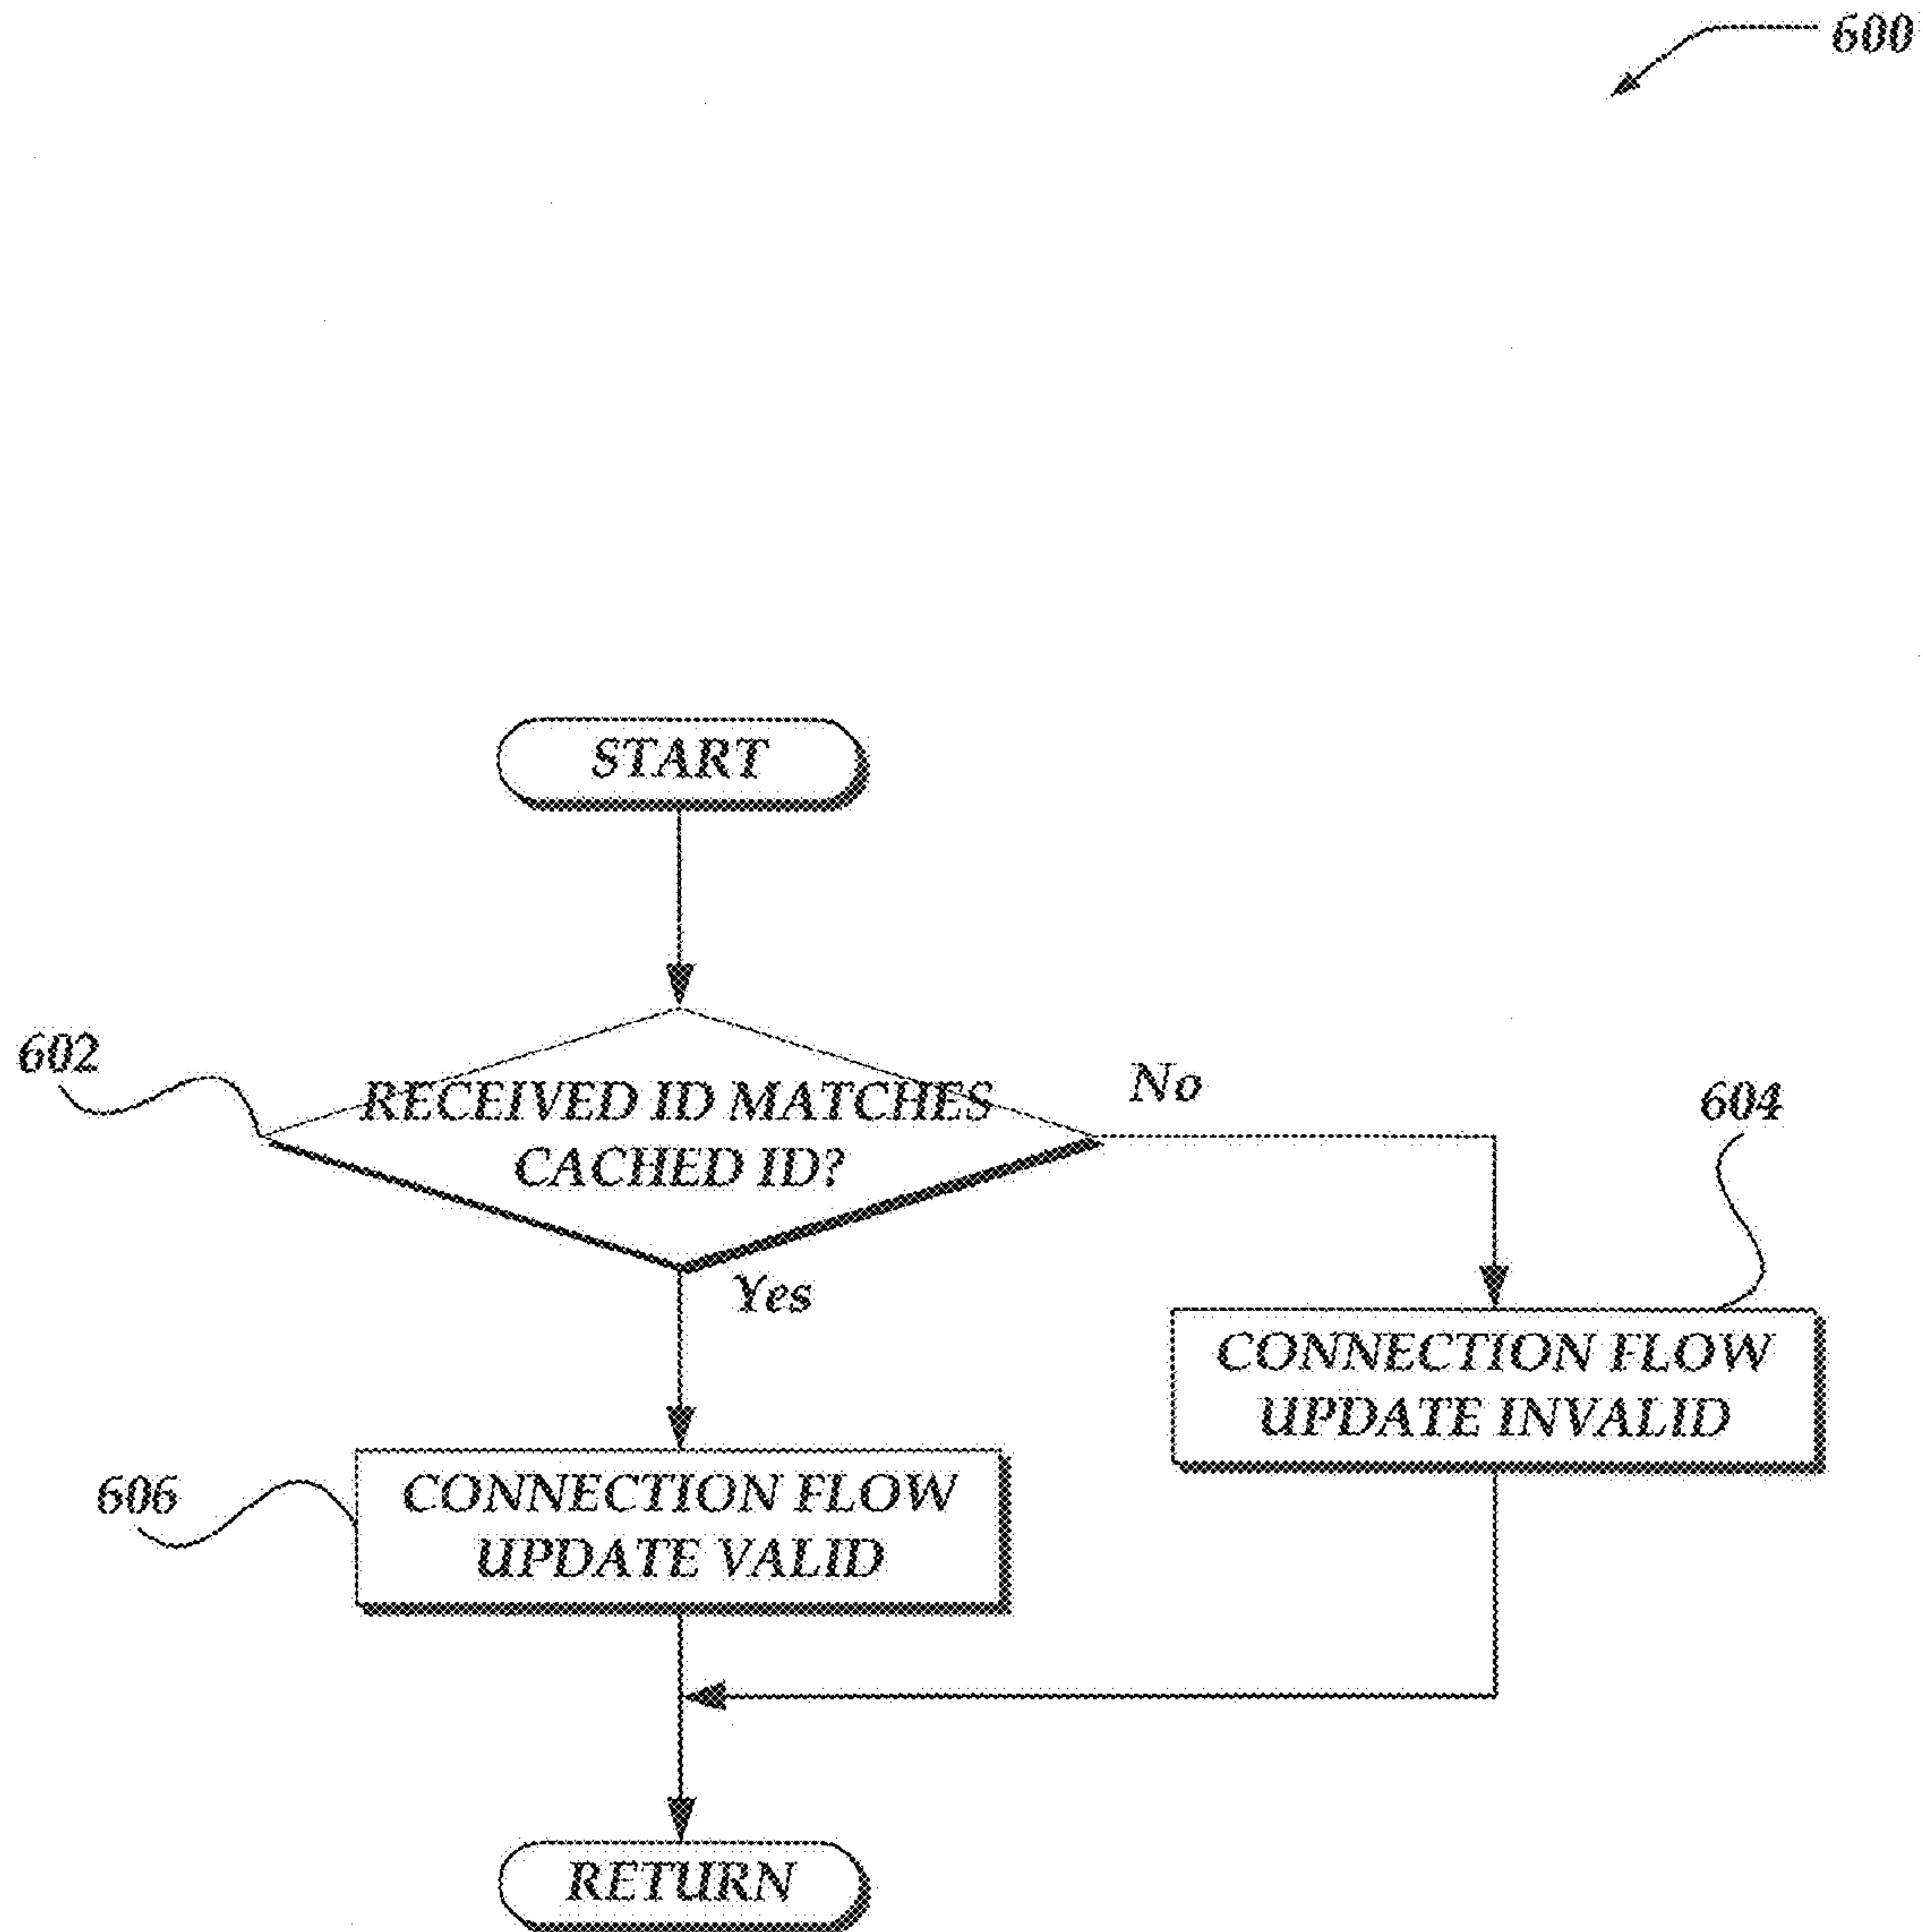 600
START
602
RECEIVED ID MATCHES
CACHED ID?
No
604
Yes
CONNECTION FLOW
UPDATE INVALID
606
CONNECTION FLOW
UPDATE VALID
RETURN